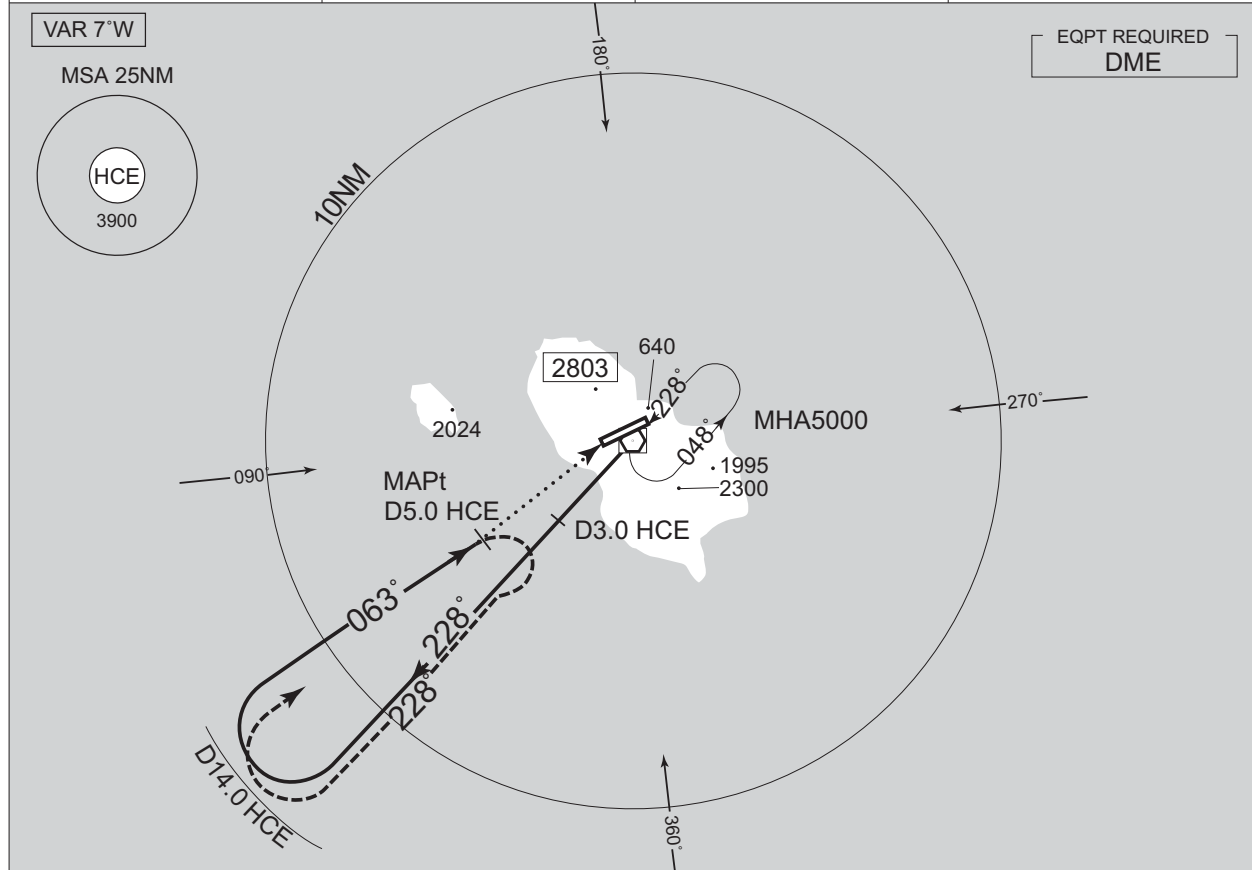 VAR 7°W
MSA 25NM
HCE
3900
10NM
180°
EQPT REQUIRED
DME
640
2803
228°
270°
MHA5000
048°
2024
1995
2300
090°
MAPt
D5.0 HCE
D3.0 HCE
063°
228°
228°
D14.0 HCE
360°